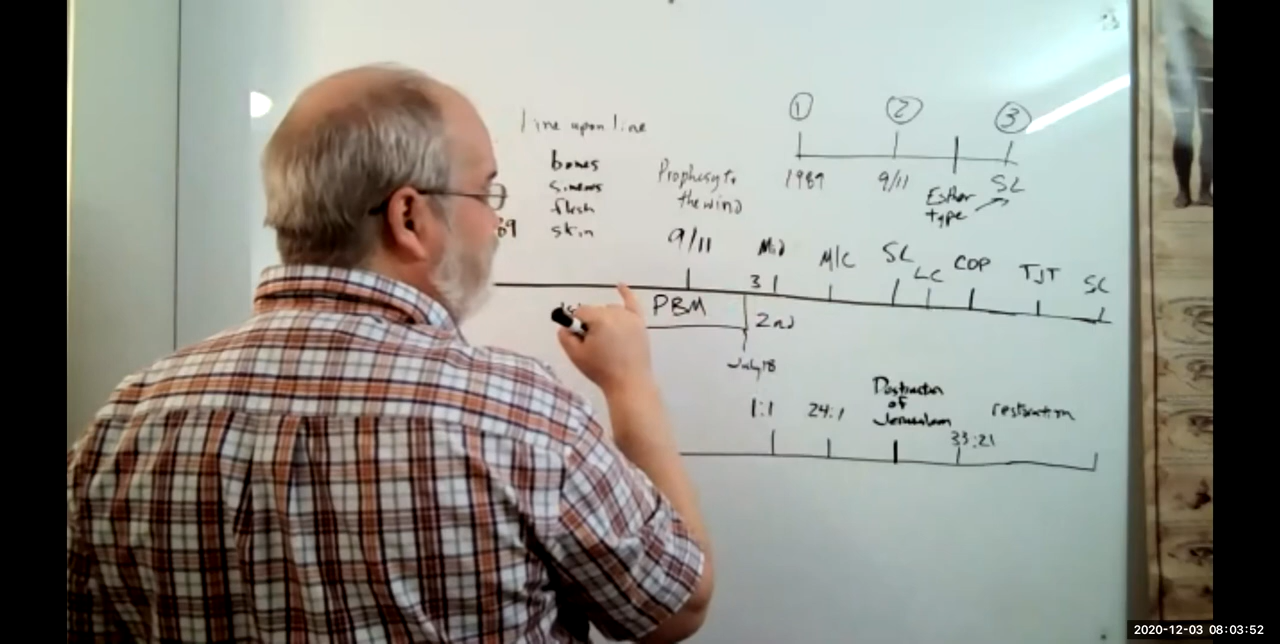 line upon line
bones
sinews
flesh
skin
Prophesy to
the wind
1
2
3
1989
9/11
Esther
type
SL
89
9/11
Mid
M/C
SL
LC
COP
TJT
SC
3
PBM
2nd
July 18
1:1
24:1
Destruction
of
Jerusalem
33:21
restoration
2020-12-03 08:03:52